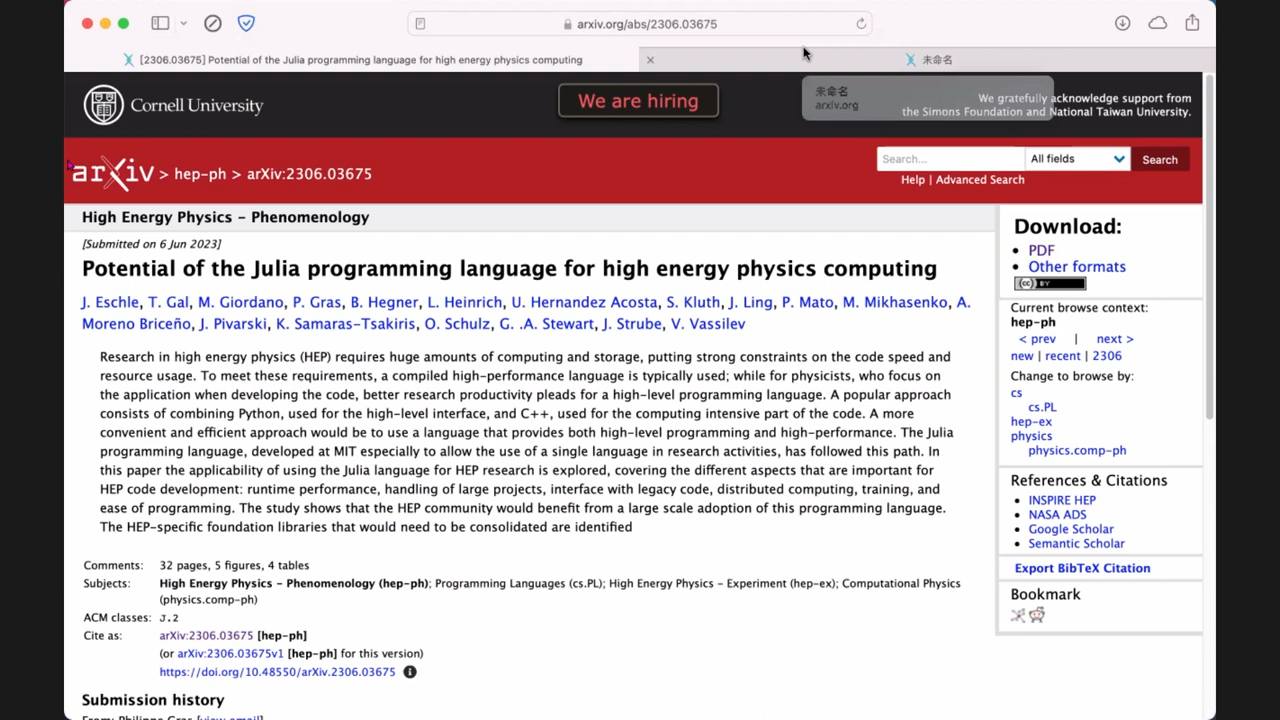 arxiv.org/abs/2306.03675
[2306.03675] Potential of the Julia programming language for high energy physics computing
未命名
Cornell University
We are hiring
未命名
arxiv.org
We gratefully acknowledge support from
the Simons Foundation and National Taiwan University.
arXiv > hep-ph > arXiv:2306.03675
Search...
All fields
Search
Help | Advanced Search
High Energy Physics – Phenomenology
[Submitted on 6 Jun 2023]
Potential of the Julia programming language for high energy physics computing
J. Eschle, T. Gal, M. Giordano, P. Gras, B. Hegner, L. Heinrich, U. Hernandez Acosta, S. Kluth, J. Ling, P. Mato, M. Mikhasenko, A.
Moreno Briceño, J. Pivarski, K. Samaras-Tsakiris, O. Schulz, G. .A. Stewart, J. Strube, V. Vassilev
Research in high energy physics (HEP) requires huge amounts of computing and storage, putting strong constraints on the code speed and
resource usage. To meet these requirements, a compiled high-performance language is typically used; while for physicists, who focus on
the application when developing the code, better research productivity pleads for a high-level programming language. A popular approach
consists of combining Python, used for the high-level interface, and C++, used for the computing intensive part of the code. A more
convenient and efficient approach would be to use a language that provides both high-level programming and high-performance. The Julia
programming language, developed at MIT especially to allow the use of a single language in research activities, has followed this path. In
this paper the applicability of using the Julia language for HEP research is explored, covering the different aspects that are important for
HEP code development: runtime performance, handling of large projects, interface with legacy code, distributed computing, training, and
ease of programming. The study shows that the HEP community would benefit from a large scale adoption of this programming language.
The HEP-specific foundation libraries that would need to be consolidated are identified
Comments: 32 pages, 5 figures, 4 tables
Subjects: High Energy Physics – Phenomenology (hep-ph); Programming Languages (cs.PL); High Energy Physics – Experiment (hep-ex); Computational Physics
(physics.comp-ph)
ACM classes: J.2
Cite as: arXiv:2306.03675 [hep-ph]
(or arXiv:2306.03675v1 [hep-ph] for this version)
https://doi.org/10.48550/arXiv.2306.03675
Submission history
From: Philippe Gras [view email]
Download:
• PDF
• Other formats
(cc) BY
Current browse context:
hep-ph
< prev | next >
new | recent | 2306
Change to browse by:
cs
cs.PL
hep-ex
physics
physics.comp-ph
References & Citations
• INSPIRE HEP
• NASA ADS
• Google Scholar
• Semantic Scholar
Export BibTeX Citation
Bookmark